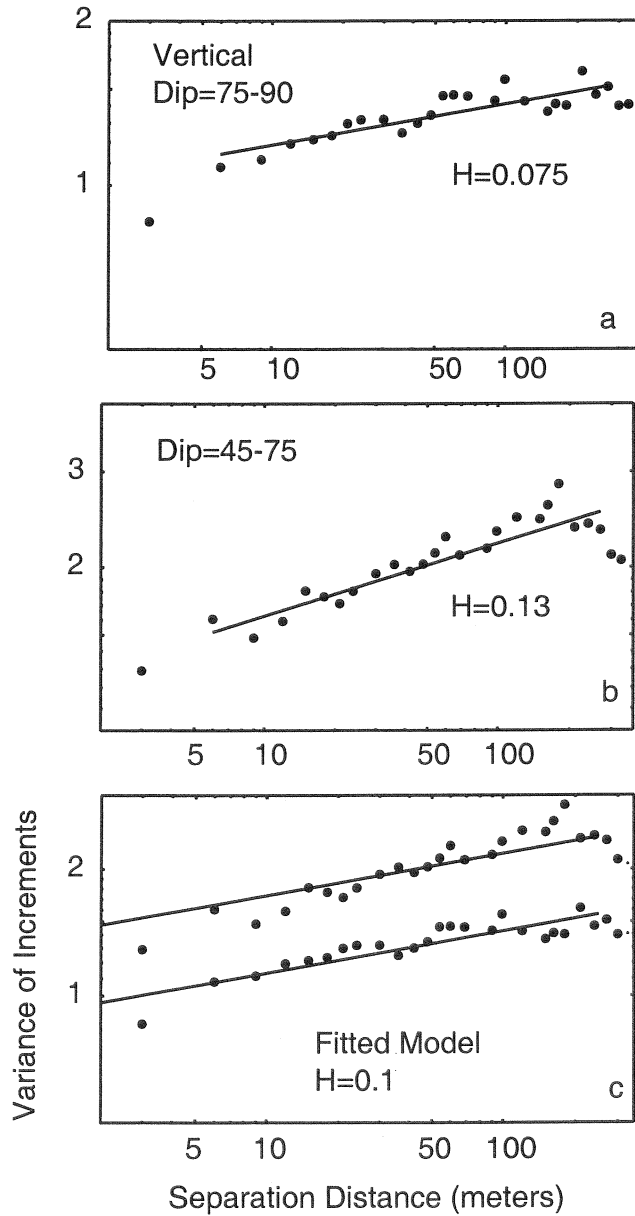 2
Vertical
Dip=75-90
1
H=0.075
a
5 10 50 100
3
Dip=45-75
2
H=0.13
b
5 10 50 100
Variance of Increments
2
1
Fitted Model
H=0.1
c
5 10 50 100
Separation Distance (meters)